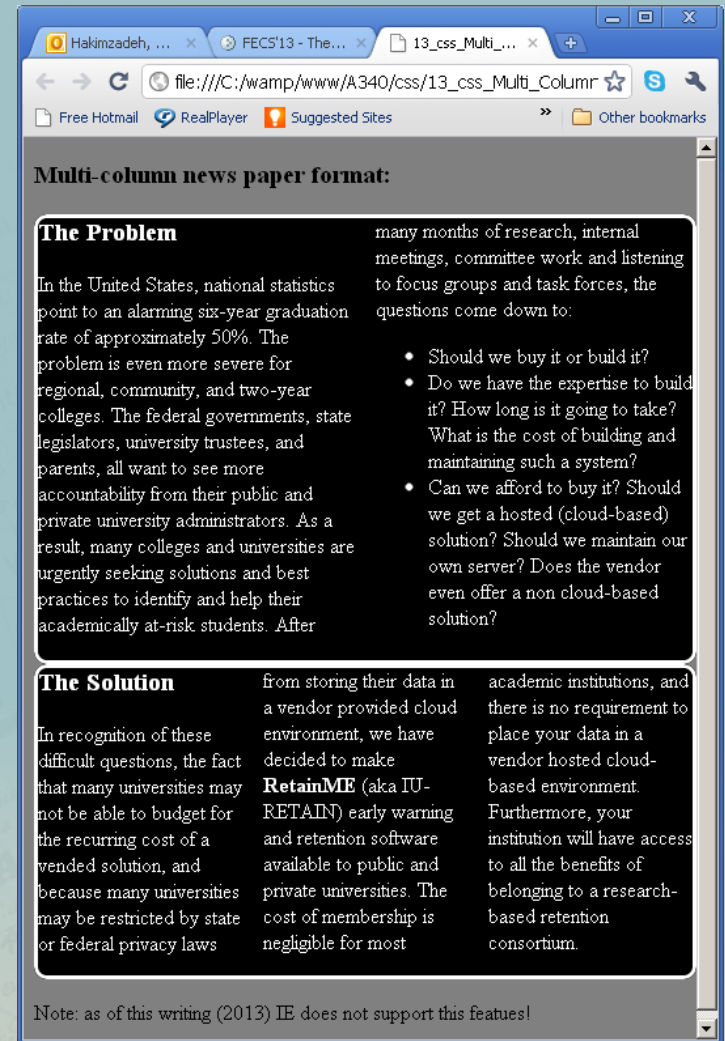 Hakimzadeh, ...
FECS'13 - The...
13_css_Multi_...
file:///C:/wamp/www/A340/css/13_css_Multi_Column
Free Hotmail
RealPlayer
Suggested Sites
»
Other bookmarks
Multi-column news paper format:
The Problem
In the United States, national statistics
point to an alarming six-year graduation
rate of approximately 50%. The
problem is even more severe for
regional, community, and two-year
colleges. The federal governments, state
legislators, university trustees, and
parents, all want to see more
accountability from their public and
private university administrators. As a
result, many colleges and universities are
urgently seeking solutions and best
practices to identify and help their
academically at-risk students. After
many months of research, internal
meetings, committee work and listening
to focus groups and task forces, the
questions come down to:
• Should we buy it or build it?
• Do we have the expertise to build
it? How long is it going to take?
What is the cost of building and
maintaining such a system?
• Can we afford to buy it? Should
we get a hosted (cloud-based)
solution? Should we maintain our
own server? Does the vendor
even offer a non cloud-based
solution?
The Solution
In recognition of these
difficult questions, the fact
that many universities may
not be able to budget for
the recurring cost of a
vended solution, and
because many universities
may be restricted by state
or federal privacy laws
from storing their data in
a vendor provided cloud
environment, we have
decided to make
RetainME (aka IU-
RETAIN) early warning
and retention software
available to public and
private universities. The
cost of membership is
negligible for most
academic institutions, and
there is no requirement to
place your data in a
vendor hosted cloud-
based environment.
Furthermore, your
institution will have access
to all the benefits of
belonging to a research-
based retention
consortium.
Note: as of this writing (2013) IE does not support this featues!